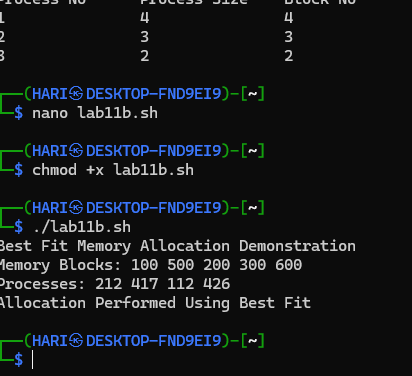 Process No Process Size Block No
1 4 4
2 3 3
3 2 2
┌──(HARI㉿DESKTOP-FND9EI9)-[~]
└─$ nano lab11b.sh
┌──(HARI㉿DESKTOP-FND9EI9)-[~]
└─$ chmod +x lab11b.sh
┌──(HARI㉿DESKTOP-FND9EI9)-[~]
└─$ ./lab11b.sh
Best Fit Memory Allocation Demonstration
Memory Blocks: 100 500 200 300 600
Processes: 212 417 112 426
Allocation Performed Using Best Fit
┌──(HARI㉿DESKTOP-FND9EI9)-[~]
└─$